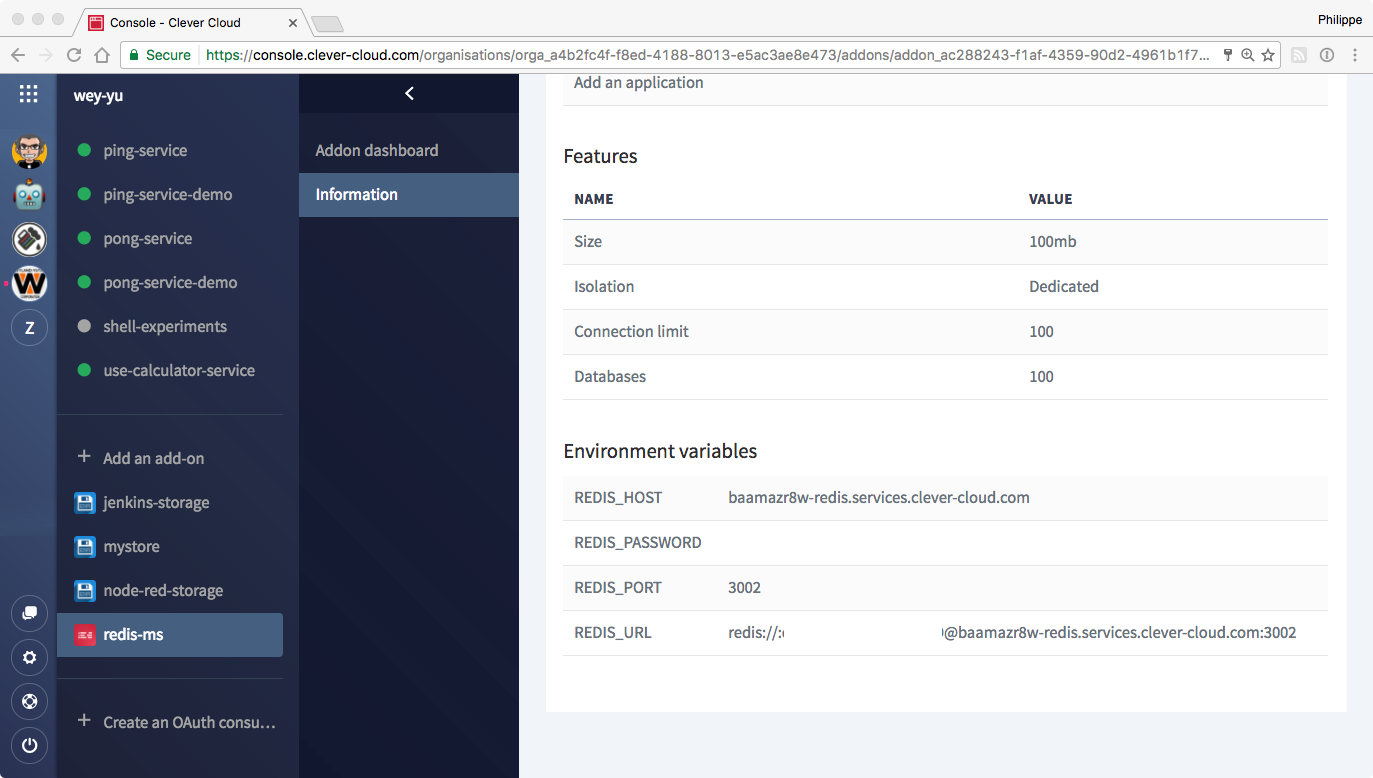 Console - Clever Cloud
Philippe
Secure https://console.clever-cloud.com/organisations/orga_a4b2fc4f-f8ed-4188-8013-e5ac3ae8e473/addons/addon_ac288243-f1af-4359-90d2-4961b1f7...
wey-yu
ping-service
ping-service-demo
pong-service
pong-service-demo
Z
shell-experiments
use-calculator-service
+ Add an add-on
jenkins-storage
mystore
node-red-storage
redis-ms
+ Create an OAuth consu...
Addon dashboard
Information
Add an application
Features
NAME VALUE
Size 100mb
Isolation Dedicated
Connection limit 100
Databases 100
Environment variables
REDIS_HOST baamazr8w-redis.services.clever-cloud.com
REDIS_PASSWORD
REDIS_PORT 3002
REDIS_URL redis://: @baamazr8w-redis.services.clever-cloud.com:3002